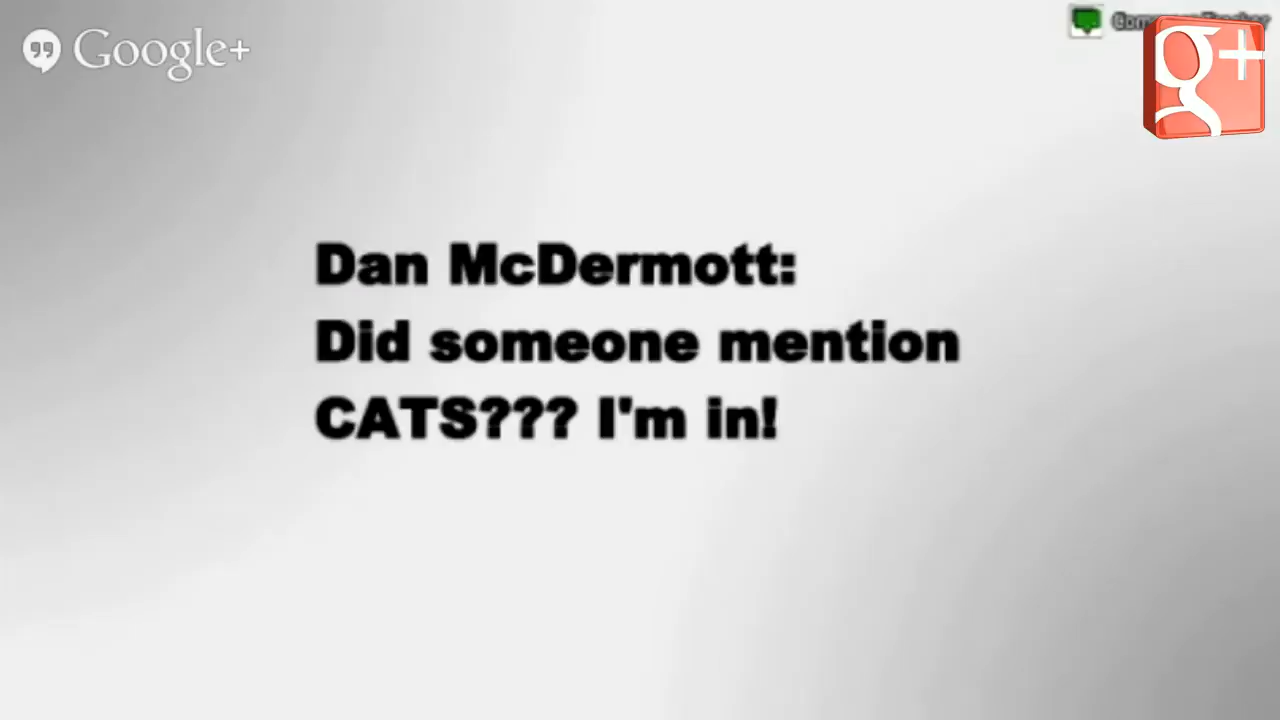 Google+
g+
Dan McDermott:
Did someone mention
CATS??? I'm in!